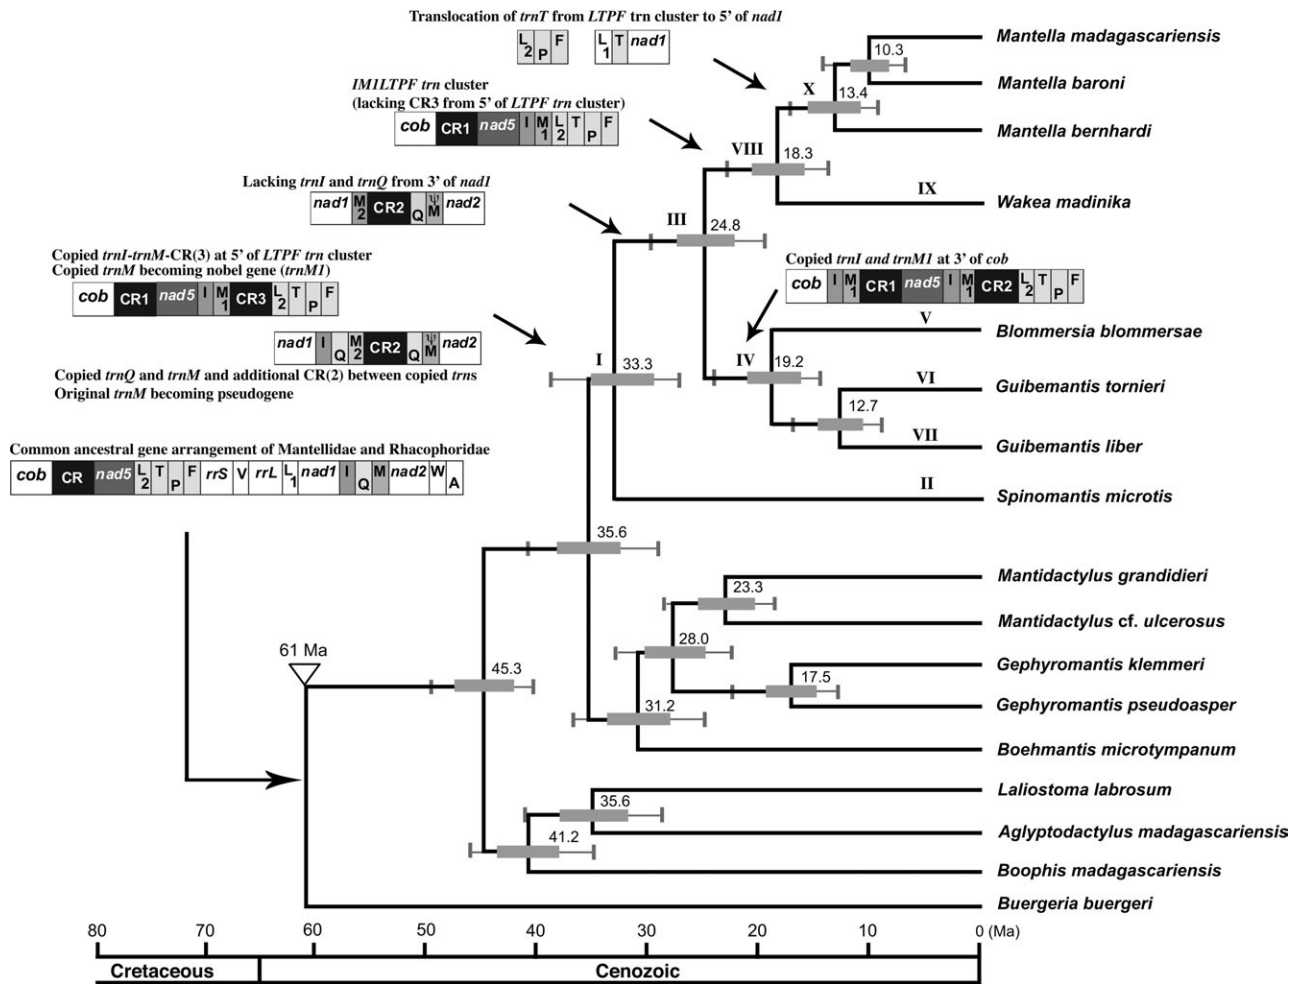 Translocation of trnT from LTPF trn cluster to 5' of nad1
L2 P F L1 T nad1
IM1LTPF trn cluster
(lacking CR3 from 5' of LTPF trn cluster)
cob CR1 nad5 I M1 L2 T P F
Lacking trnI and trnQ from 3' of nad1
nad1 M2 CR2 Q ΨM nad2
Copied trnI-trnM-CR(3) at 5' of LTPF trn cluster
Copied trnM becoming nobel gene (trnM1)
cob CR1 nad5 I M1 CR3 L2 T P F
nad1 I Q M2 CR2 Q ΨM nad2
Copied trnQ and trnM and additional CR(2) between copied trns
Original trnM becoming pseudogene
Common ancestral gene arrangement of Mantellidae and Rhacophoridae
cob CR nad5 L2 T P F rrS V rrL L1 nad1 I Q M nad2 W A
Copied trnI and trnM1 at 3' of cob
cob I M1 CR1 nad5 I M1 CR2 L2 T P F
10.3
Mantella madagascariensis
Mantella baroni
X
13.4
Mantella bernhardi
VIII
18.3
IX
Wakea madinika
III
24.8
V
Blommersia blommersae
IV
19.2
VI
Guibemantis tornieri
12.7
VII
Guibemantis liber
I
33.3
II
Spinomantis microtis
35.6
Mantidactylus grandidieri
23.3
Mantidactylus cf. ulcerosus
28.0
Gephyromantis klemmeri
17.5
Gephyromantis pseudoasper
31.2
Boehmantis microtympanum
61 Ma
45.3
Laliostoma labrosum
35.6
Aglyptodactylus madagascariensis
41.2
Boophis madagascariensis
Buergeria buergeri
80 70 60 50 40 30 20 10 0 (Ma)
Cretaceous Cenozoic